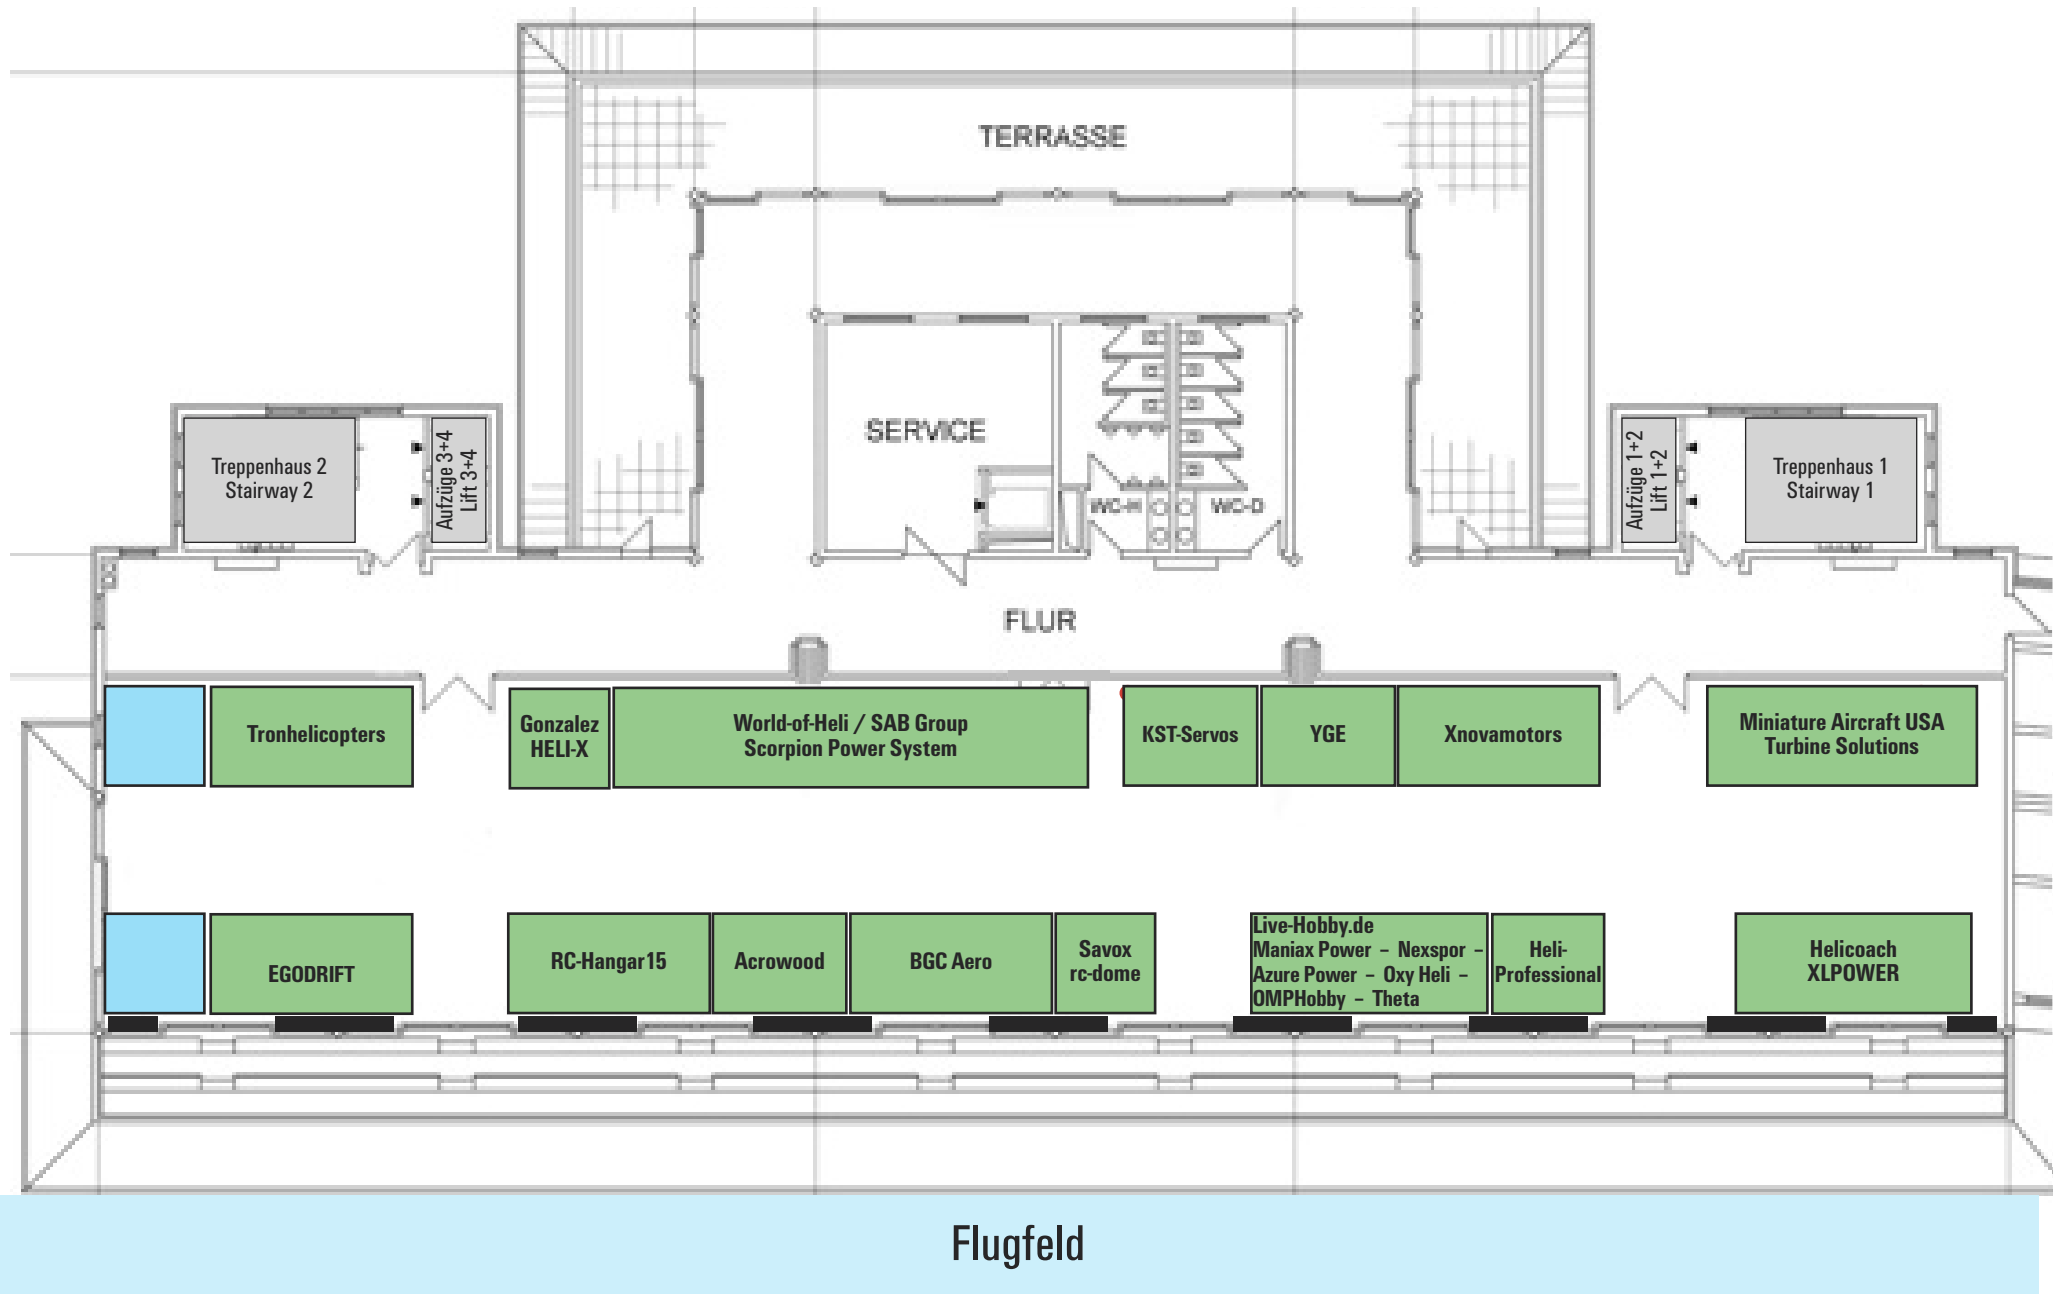 TERRASSE
SERVICE
WC-H
WC-D
Treppenhaus 2
Stairway 2
Aufzüge 3+4
Lift 3+4
Aufzüge 1+2
Lift 1+2
Treppenhaus 1
Stairway 1
FLUR
Tronhelicopters
Gonzalez
HELI-X
World-of-Heli / SAB Group
Scorpion Power System
KST-Servos
YGE
Xnovamotors
Miniature Aircraft USA
Turbine Solutions
EGODRIFT
RC-Hangar15
Acrowood
BGC Aero
Savox
rc-dome
Live-Hobby.de
Maniax Power – Nexspor –
Azure Power – Oxy Heli –
OMPHobby – Theta
Heli-
Professional
Helicoach
XLPOWER
Flugfeld